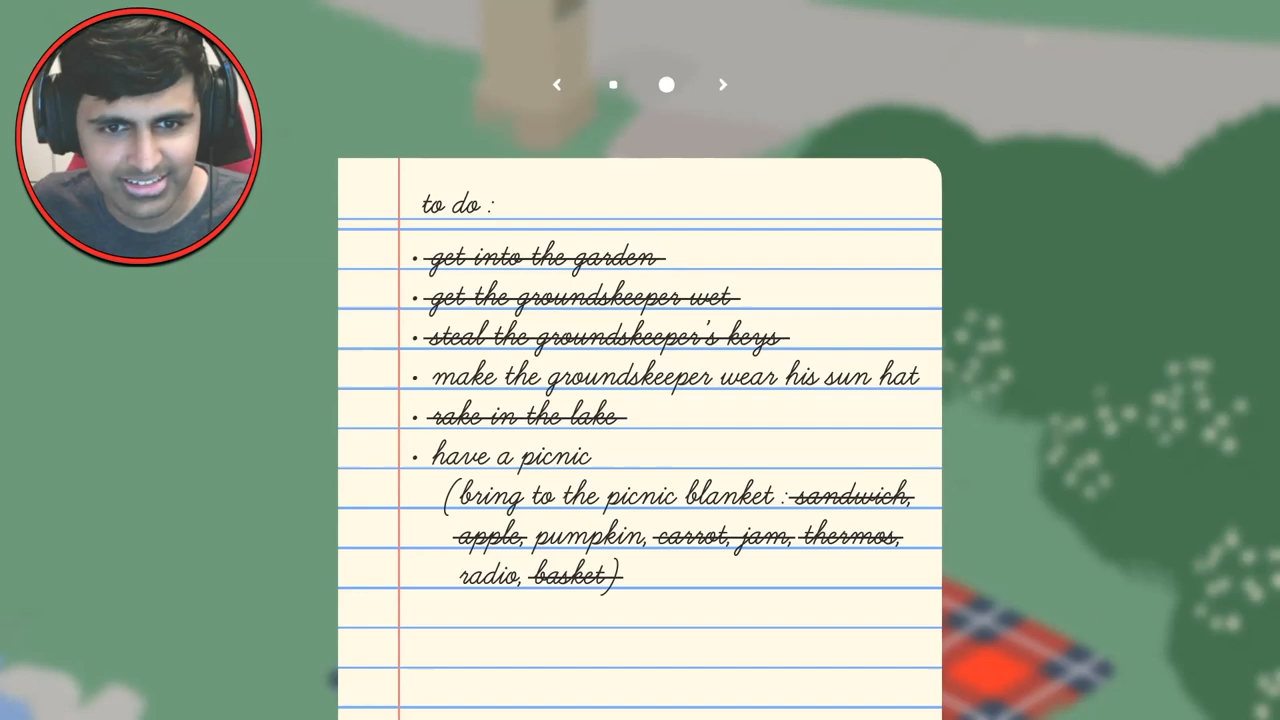 to do :
• get into the garden
• get the groundskeeper wet
• steal the groundskeeper's keys
• make the groundskeeper wear his sun hat
• rake in the lake
• have a picnic
(bring to the picnic blanket : sandwich,
apple, pumpkin, carrot, jam, thermos,
radio, basket)